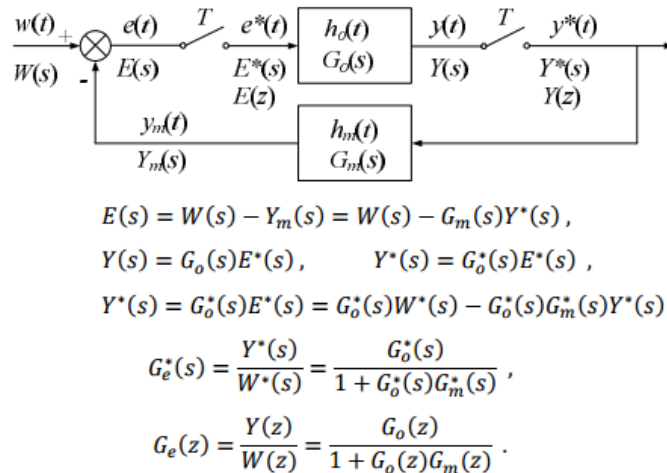 w(t) + e(t) T e*(t) h_o(t) y(t) T y*(t)
W(s) - E(s) E*(s) G_o(s) Y(s) Y*(s)
E(z) Y(z)
y_m(t) h_m(t)
Y_m(s) G_m(s)
E(s) = W(s) − Y_m(s) = W(s) − G_m(s)Y*(s) ,
Y(s) = G_o(s)E*(s) , Y*(s) = G_o*(s)E*(s) ,
Y*(s) = G_o*(s)E*(s) = G_o*(s)W*(s) − G_o*(s)G_m*(s)Y*(s)
G_e*(s) = Y*(s) / W*(s) = G_o*(s) / (1 + G_o*(s)G_m*(s)) ,
G_e(z) = Y(z) / W(z) = G_o(z) / (1 + G_o(z)G_m(z)) .